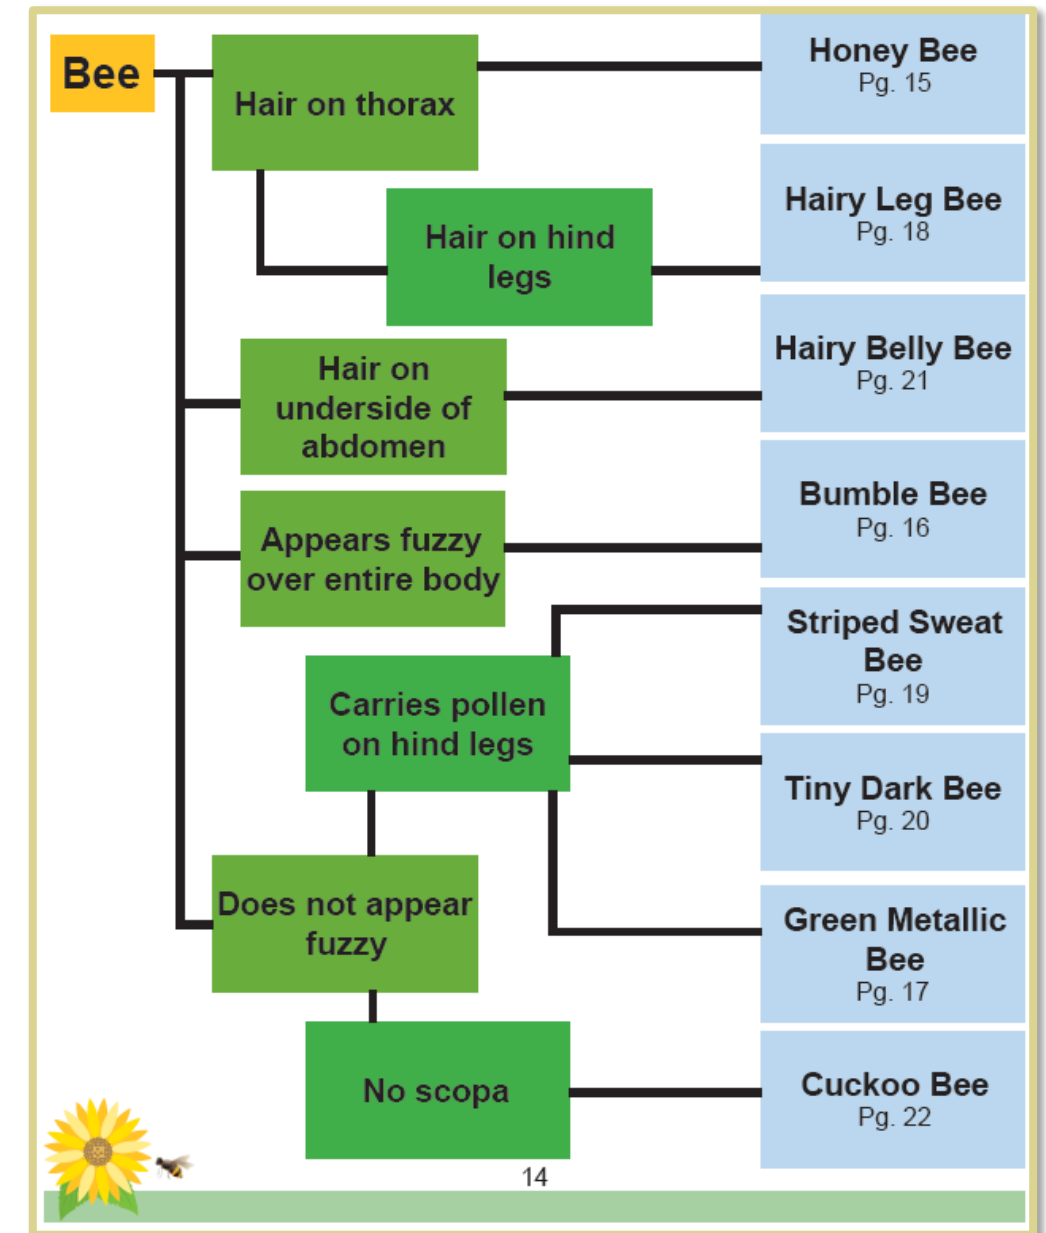 Bee
Hair on thorax
Honey Bee
Pg. 15
Hair on hind
legs
Hairy Leg Bee
Pg. 18
Hair on
underside of
abdomen
Hairy Belly Bee
Pg. 21
Appears fuzzy
over entire body
Bumble Bee
Pg. 16
Carries pollen
on hind legs
Striped Sweat
Bee
Pg. 19
Tiny Dark Bee
Pg. 20
Does not appear
fuzzy
Green Metallic
Bee
Pg. 17
No scopa
Cuckoo Bee
Pg. 22
14